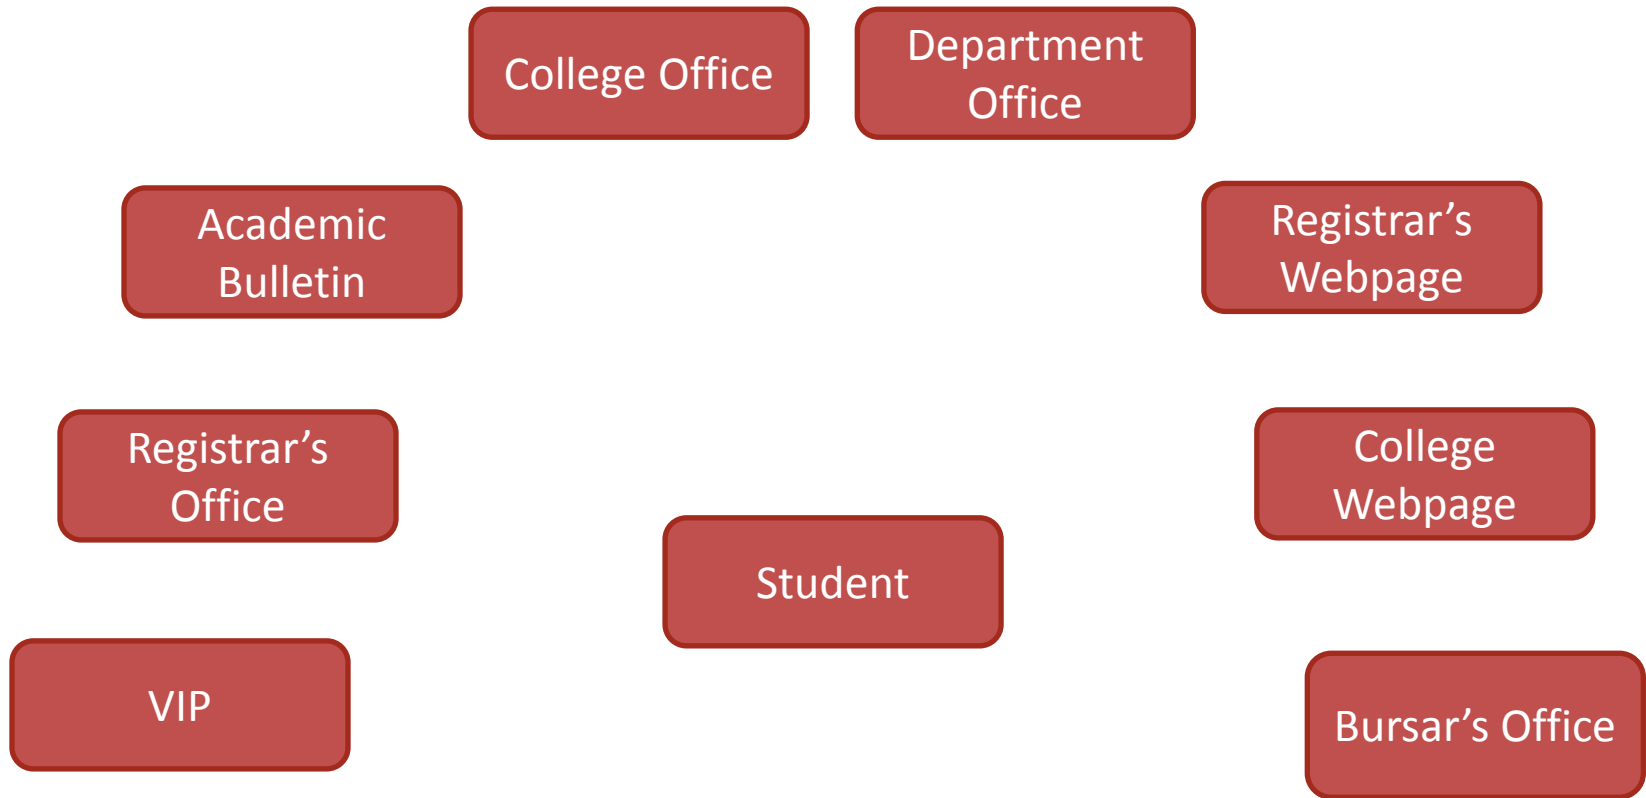 College Office
Department
Office
Academic
Bulletin
Registrar’s
Webpage
Registrar’s
Office
College
Webpage
Student
VIP
Bursar’s Office